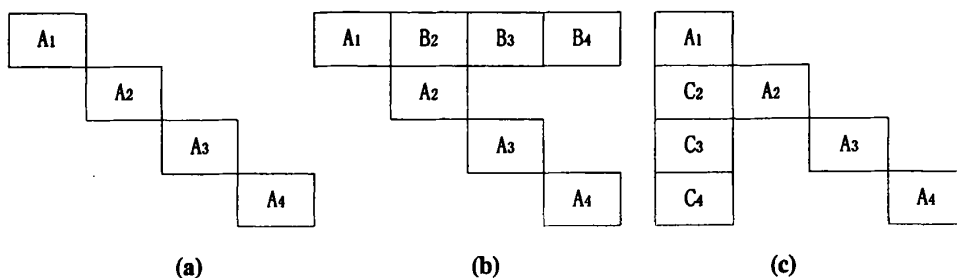 A1 A1 B2 B3 B4 A1
A2 A2 C2 A2
A3 A3 C3 A3
A4 A4 C4 A4
(a) (b) (c)